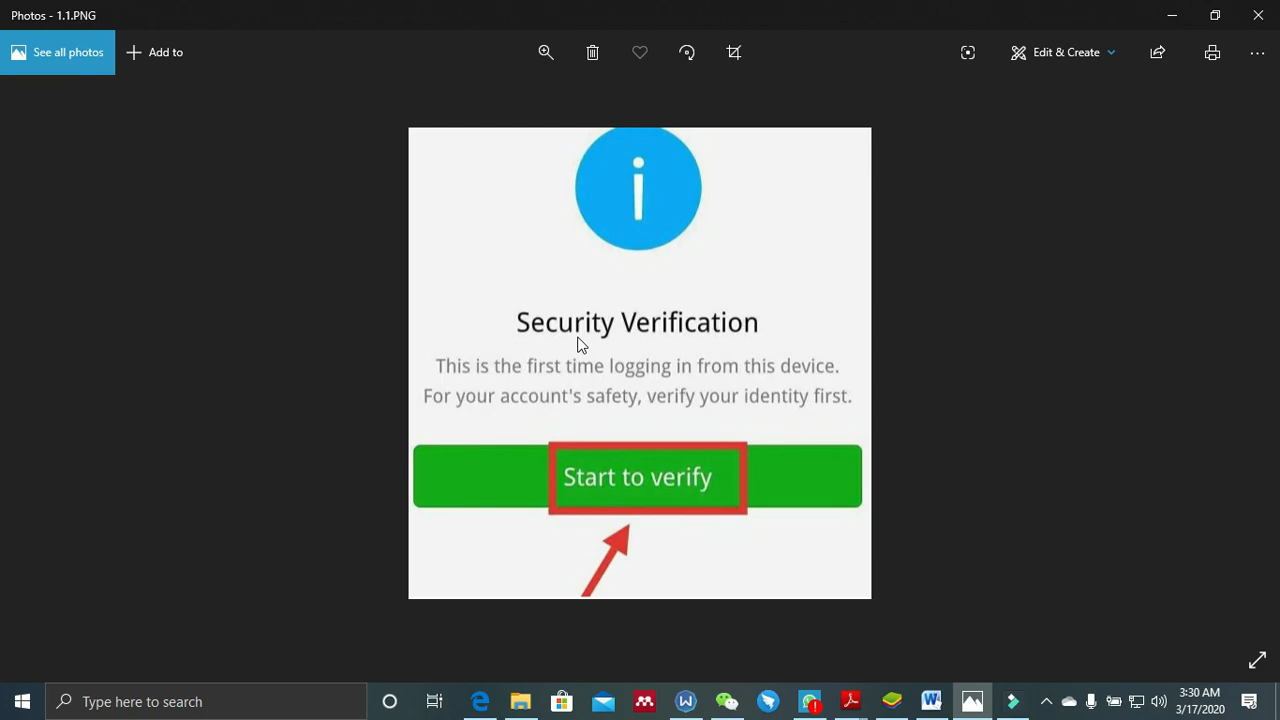 Photos - 1.1.PNG
See all photos
Add to
Edit & Create
i
Security Verification
This is the first time logging in from this device.
For your account's safety, verify your identity first.
Start to verify
Type here to search
3:30 AM
3/17/2020